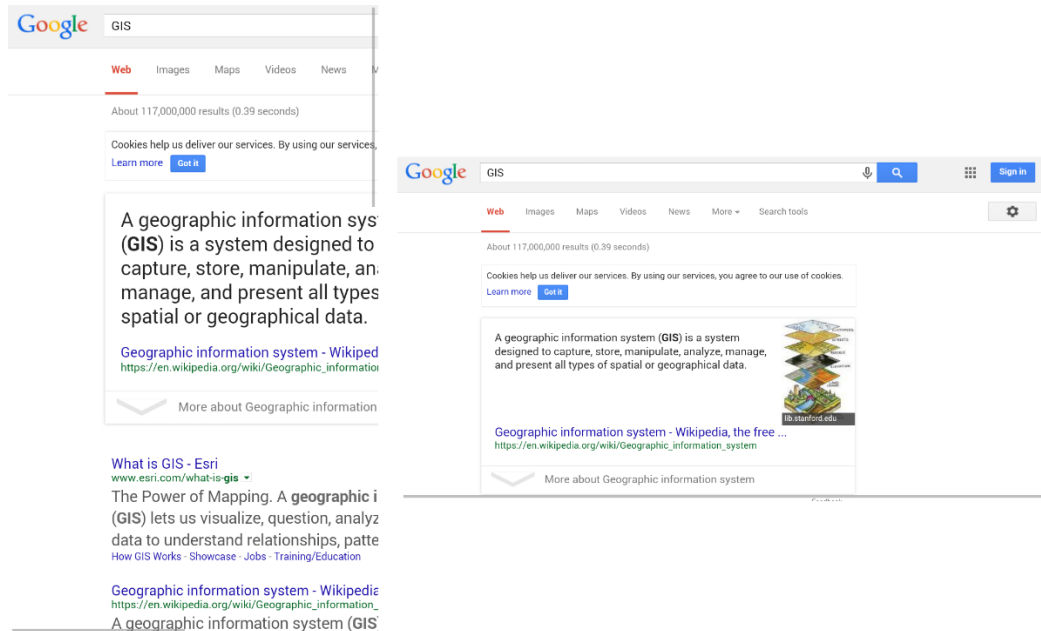 Google GIS
Web Images Maps Videos News
About 117,000,000 results (0.39 seconds)
Cookies help us deliver our services. By using our services,
Learn more Got it
A geographic information sys
(GIS) is a system designed to
capture, store, manipulate, an
manage, and present all types
spatial or geographical data.
Geographic information system - Wikiped
https://en.wikipedia.org/wiki/Geographic_informatio
More about Geographic information
What is GIS - Esri
www.esri.com/what-is-gis
The Power of Mapping. A geographic i
(GIS) lets us visualize, question, analyz
data to understand relationships, patte
How GIS Works - Showcase - Jobs - Training/Education
Geographic information system - Wikipedia
https://en.wikipedia.org/wiki/Geographic_information_
A geographic information system (GIS
Google GIS Sign in
Web Images Maps Videos News More Search tools
About 117,000,000 results (0.39 seconds)
Cookies help us deliver our services. By using our services, you agree to our use of cookies.
Learn more Got it
A geographic information system (GIS) is a system
designed to capture, store, manipulate, analyze, manage,
and present all types of spatial or geographical data.
lib.stanford.edu
Geographic information system - Wikipedia, the free ...
https://en.wikipedia.org/wiki/Geographic_information_system
More about Geographic information system